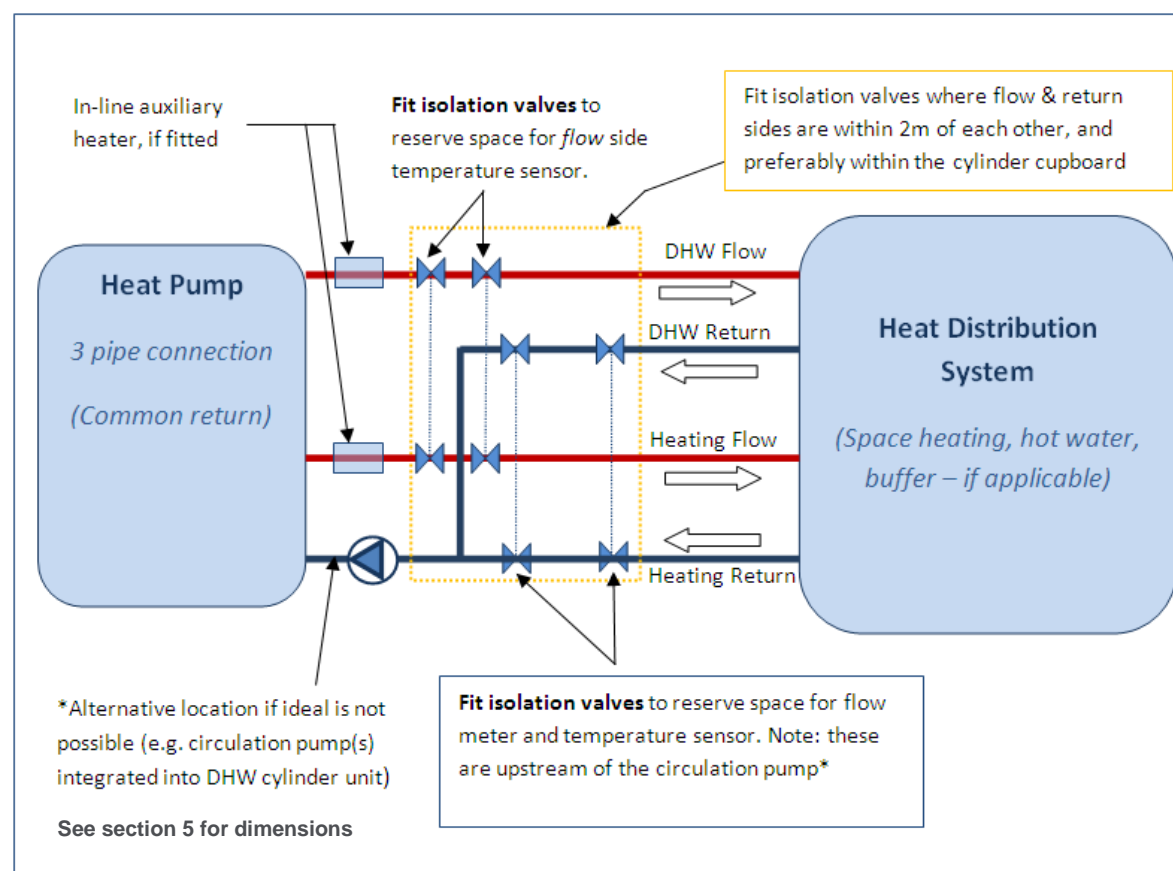 In-line auxiliary
heater, if fitted
Fit isolation valves to
reserve space for flow side
temperature sensor.
Fit isolation valves where flow & return
sides are within 2m of each other, and
preferably within the cylinder cupboard
Heat Pump
3 pipe connection
(Common return)
DHW Flow
DHW Return
Heating Flow
Heating Return
Heat Distribution
System
(Space heating, hot water,
buffer – if applicable)
*Alternative location if ideal is not
possible (e.g. circulation pump(s)
integrated into DHW cylinder unit)
See section 5 for dimensions
Fit isolation valves to reserve space for flow
meter and temperature sensor. Note: these
are upstream of the circulation pump*